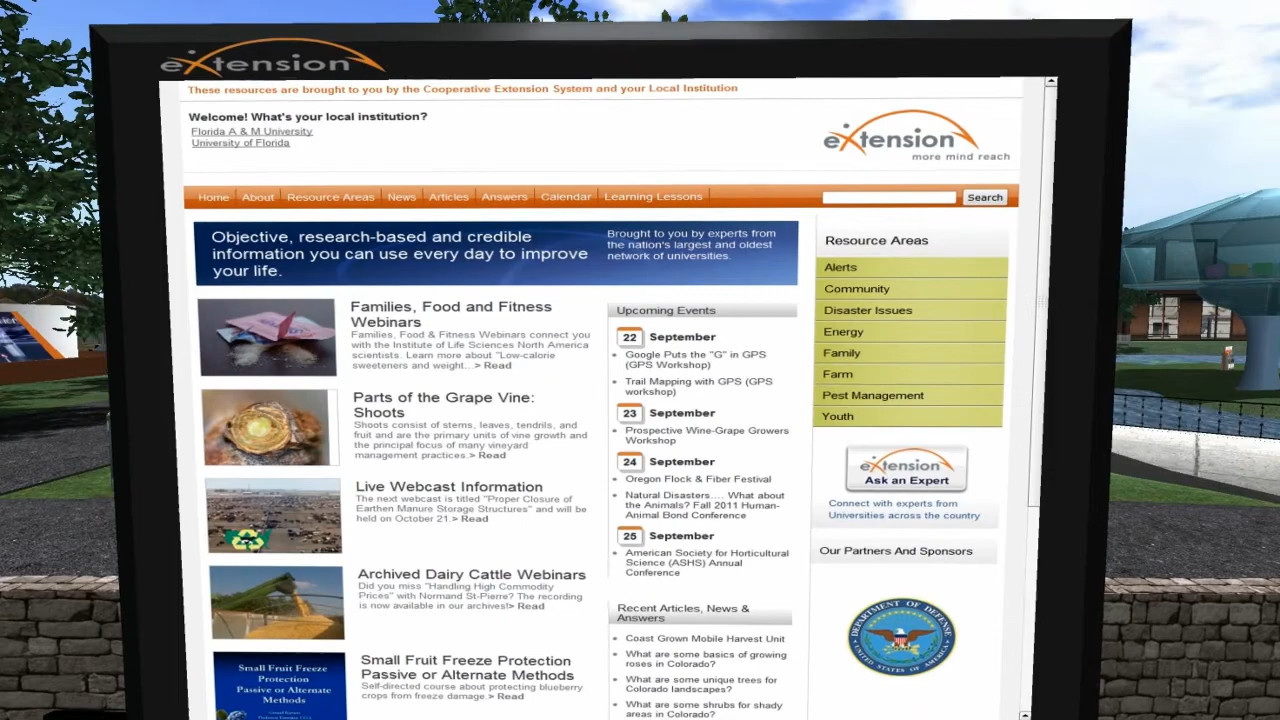 eXtension
These resources are brought to you by the Cooperative Extension System and your Local Institution
Welcome! What's your local institution?
Florida A & M University
University of Florida
eXtension
more mind reach
Home About Resource Areas News Articles Answers Calendar Learning Lessons
Search
Objective, research-based and credible
information you can use every day to improve
your life.
Brought to you by experts from
the nation's largest and oldest
network of universities.
Families, Food and Fitness
Webinars
Families, Food & Fitness Webinars connect you
with the Institute of Life Sciences North America
scientists. Learn more about "Low-calorie
sweeteners and weight...> Read
Parts of the Grape Vine:
Shoots
Shoots consist of stems, leaves, tendrils, and
fruit and are the primary units of vine growth and
the principal focus of many vineyard
management practices.> Read
Live Webcast Information
The next webcast is titled "Proper Closure of
Earthen Manure Storage Structures" and will be
held on October 21.> Read
Archived Dairy Cattle Webinars
Did you miss "Handling High Commodity
Prices" with Normand St-Pierre? The recording
is now available in our archives!> Read
Small Fruit Freeze
Protection
Passive or Alternate
Methods
Small Fruit Freeze Protection
Passive or Alternate Methods
Self-directed course about protecting blueberry
crops from freeze damage.> Read
Upcoming Events
22 September
Google Puts the "G" in GPS
(GPS Workshop)
Trail Mapping with GPS (GPS
workshop)
23 September
Prospective Wine-Grape Growers
Workshop
24 September
Oregon Flock & Fiber Festival
Natural Disasters.... What about
the Animals? Fall 2011 Human-
Animal Bond Conference
25 September
American Society for Horticultural
Science (ASHS) Annual
Conference
Recent Articles, News &
Answers
Coast Grown Mobile Harvest Unit
What are some basics of growing
roses in Colorado?
What are some unique trees for
Colorado landscapes?
What are some shrubs for shady
areas in Colorado?
Resource Areas
Alerts
Community
Disaster Issues
Energy
Family
Farm
Pest Management
Youth
eXtension
Ask an Expert
Connect with experts from
Universities across the country
Our Partners And Sponsors
DEPARTMENT OF DEFENSE
UNITED STATES OF AMERICA